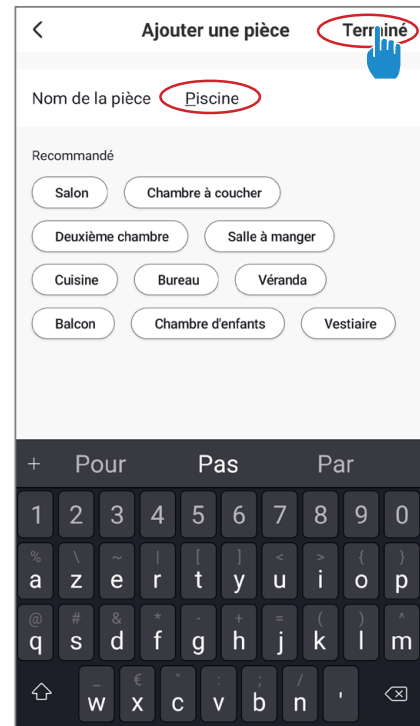 Ajouter une pièce Terminé
Nom de la pièce Piscine
Recommandé
Salon Chambre à coucher
Deuxième chambre Salle à manger
Cuisine Bureau Véranda
Balcon Chambre d'enfants Vestiaire
+ Pour Pas Par
1 2 3 4 5 6 7 8 9 0
% \ ~ | [ ] < > { }
a z e r t y u i o p
@ # & * - + = ( ) ^
q s d f g h j k l m
_ € " : ; /
w x c v b n '